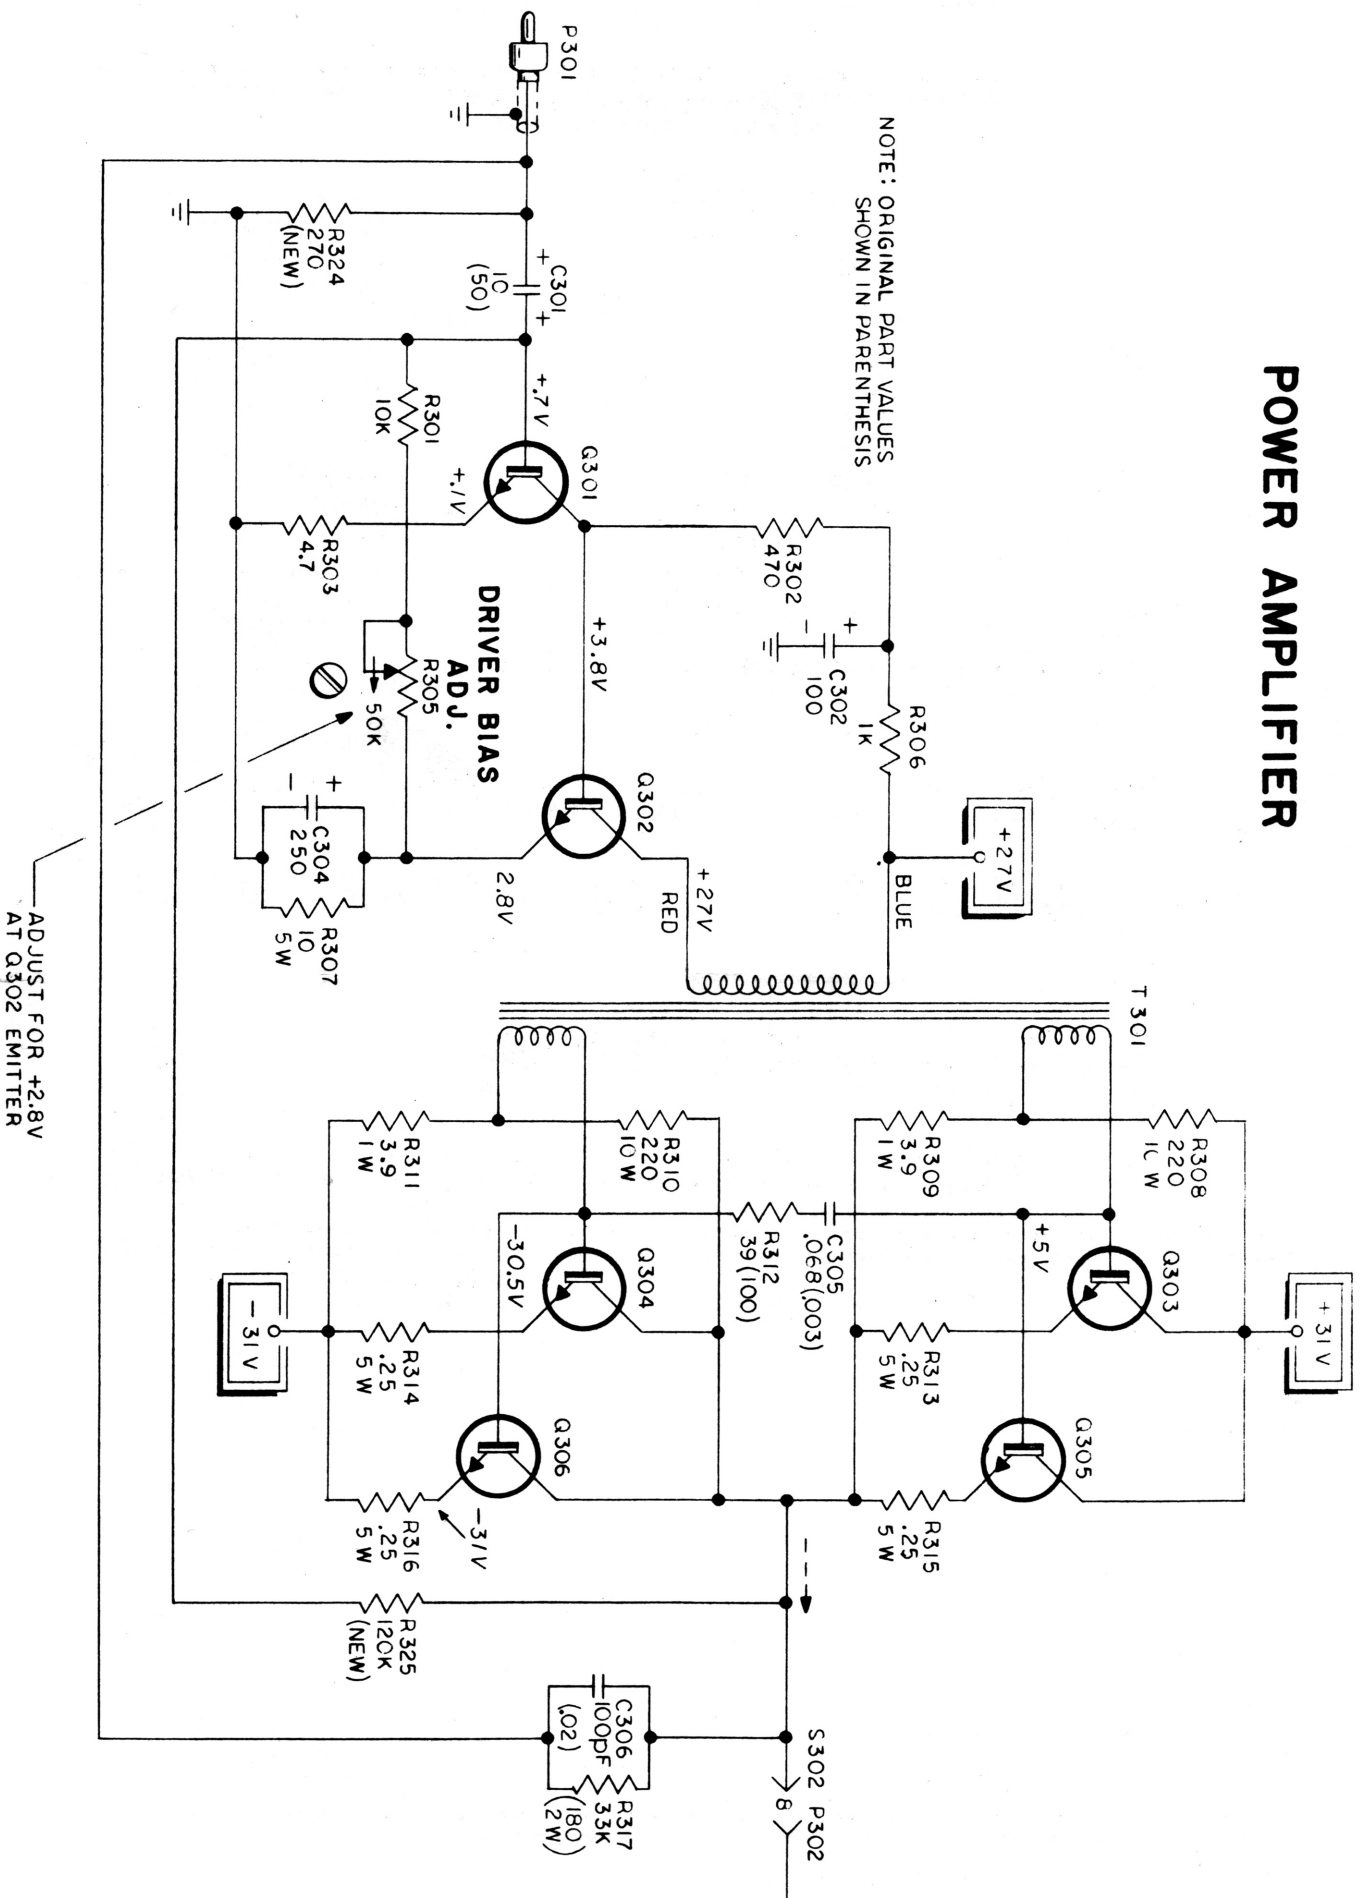 POWER AMPLIFIER
NOTE: ORIGINAL PART VALUES
SHOWN IN PARENTHESIS
P301
R324
270
(NEW)
C301
10
(50)
+
+
+.7V
Q301
+.1V
R301
10K
R303
4.7
R302
470
+
-
C302
100
R306
1K
+27V
BLUE
+3.8V
DRIVER BIAS
ADJ.
R305
50K
Q302
2.8V
+27V
RED
+
-
C304
250
R307
10
5W
ADJUST FOR +2.8V
AT Q302 EMITTER
T301
R308
220
10W
R309
3.9
1W
R310
220
10W
R311
3.9
1W
+5V
Q303
+31V
C305
.068(.003)
R312
39(100)
-30.5V
Q304
-31V
R313
.25
5W
R314
.25
5W
Q305
Q306
-31V
R315
.25
5W
R316
.25
5W
R325
120K
(NEW)
C306
100pF
(.02)
R317
33K
(180
2W)
S302 P302
8